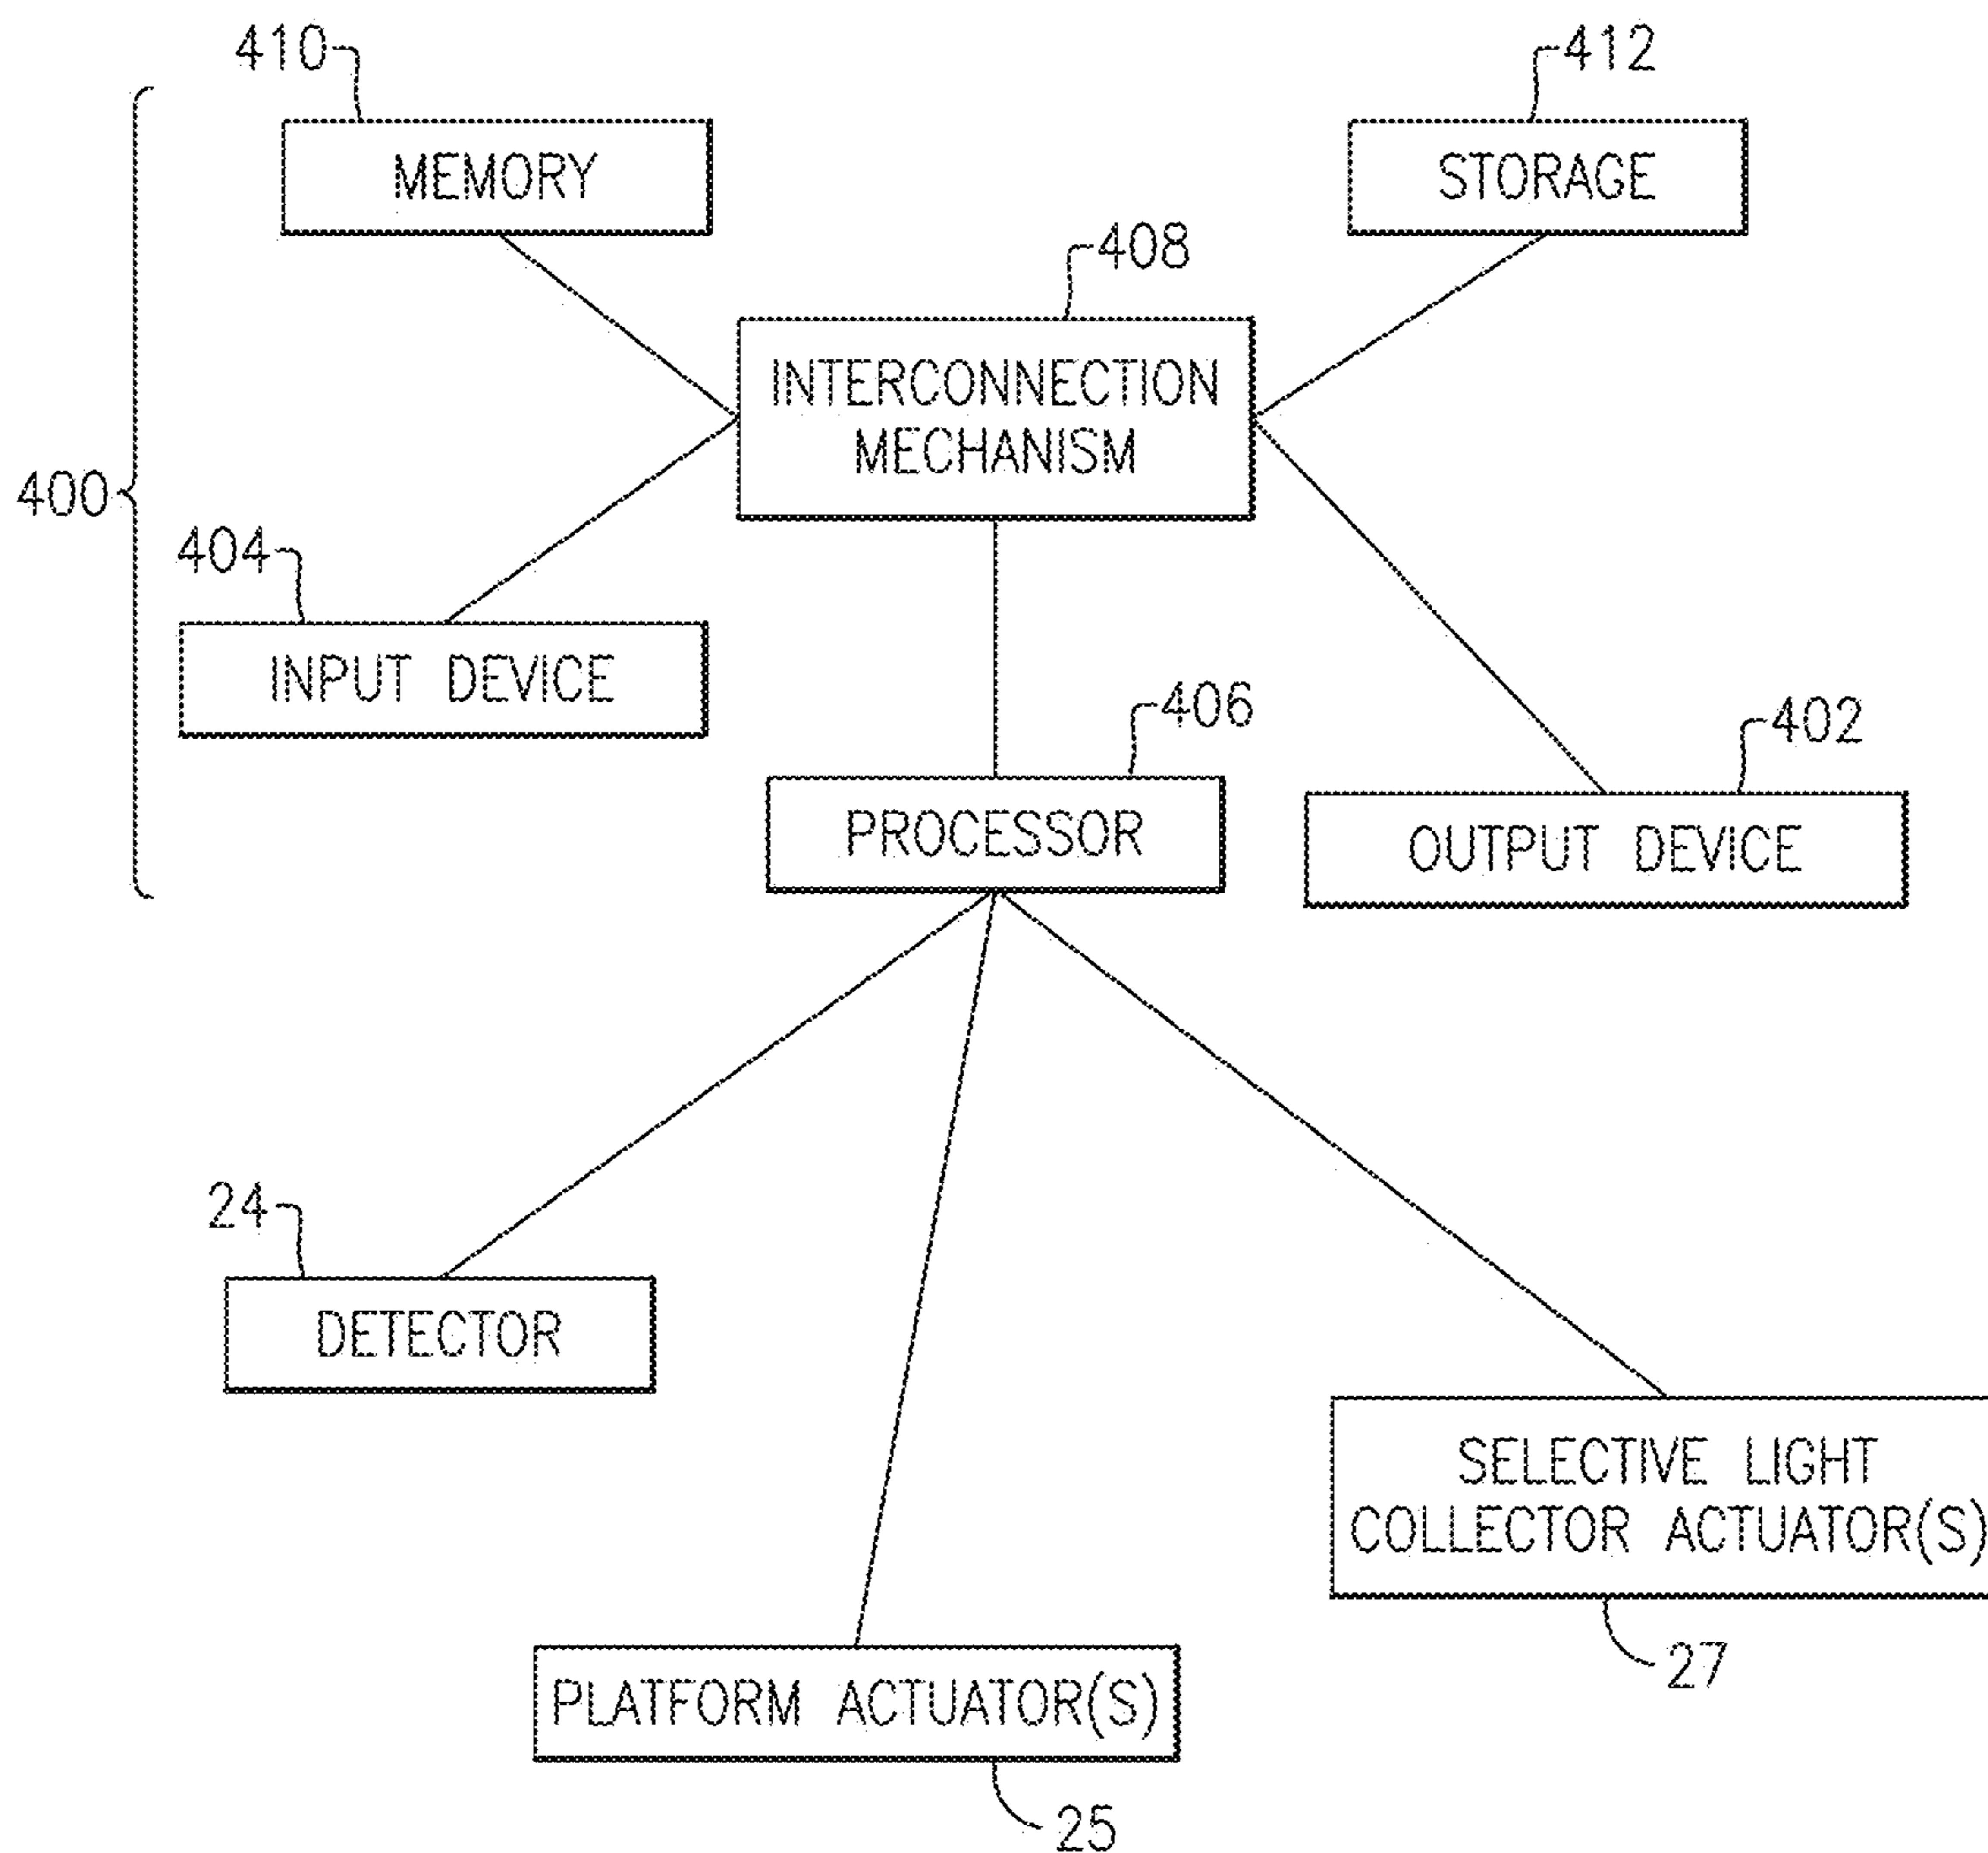 410
412
MEMORY
STORAGE
408
INTERCONNECTION
MECHANISM
400
404
INPUT DEVICE
406
402
PROCESSOR
OUTPUT DEVICE
24
DETECTOR
SELECTIVE LIGHT
COLLECTOR ACTUATOR(S)
27
PLATFORM ACTUATOR(S)
25